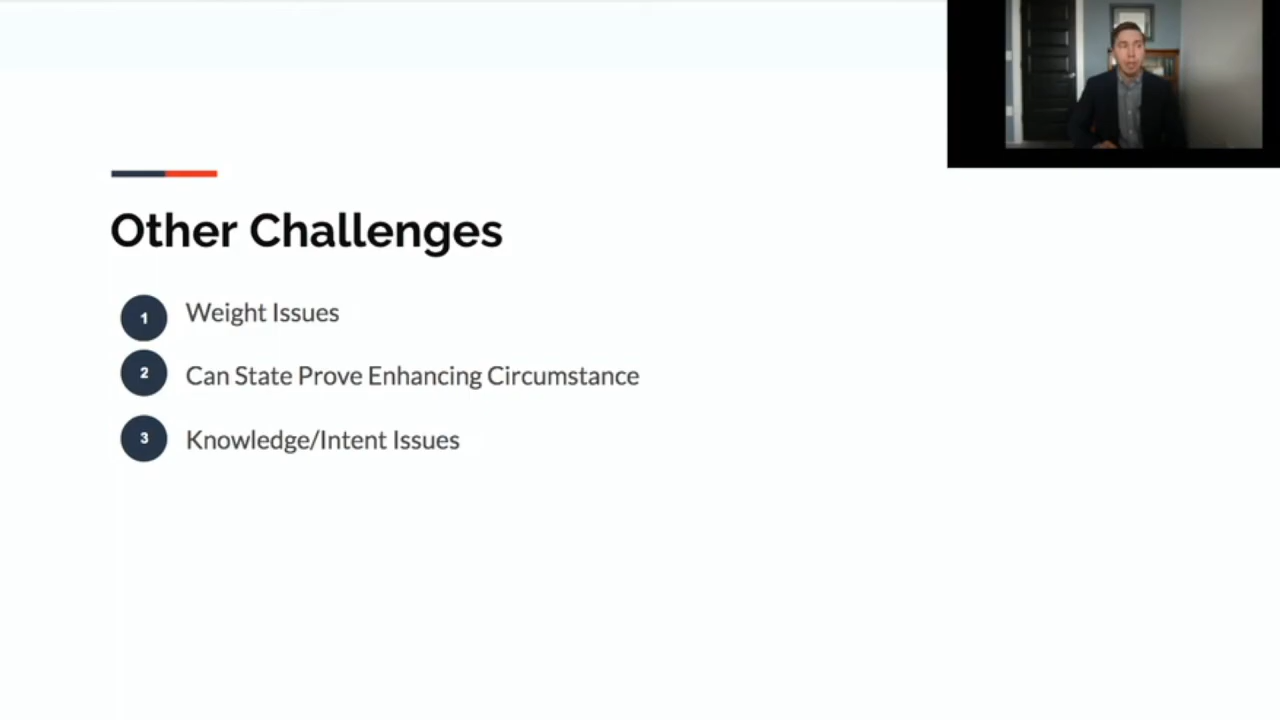 Other Challenges
1 Weight Issues
2 Can State Prove Enhancing Circumstance
3 Knowledge/Intent Issues